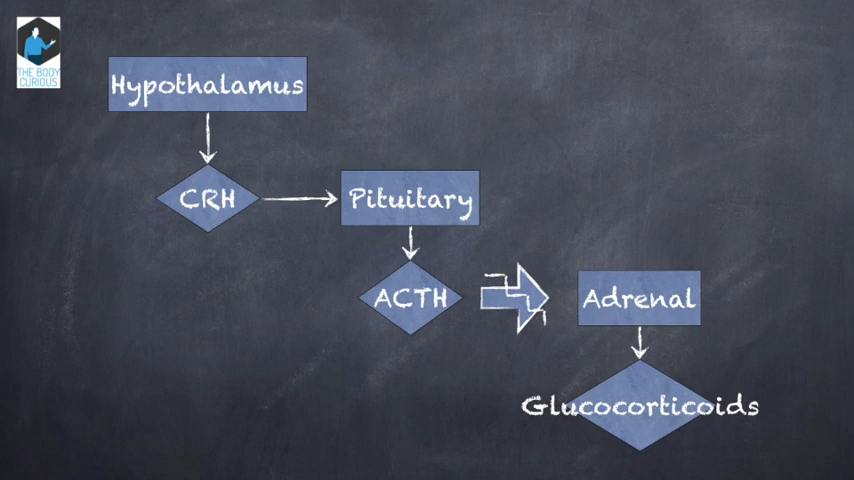 THE BODY
CURIOUS
Hypothalamus
CRH
Pituitary
ACTH
Adrenal
Glucocorticoids